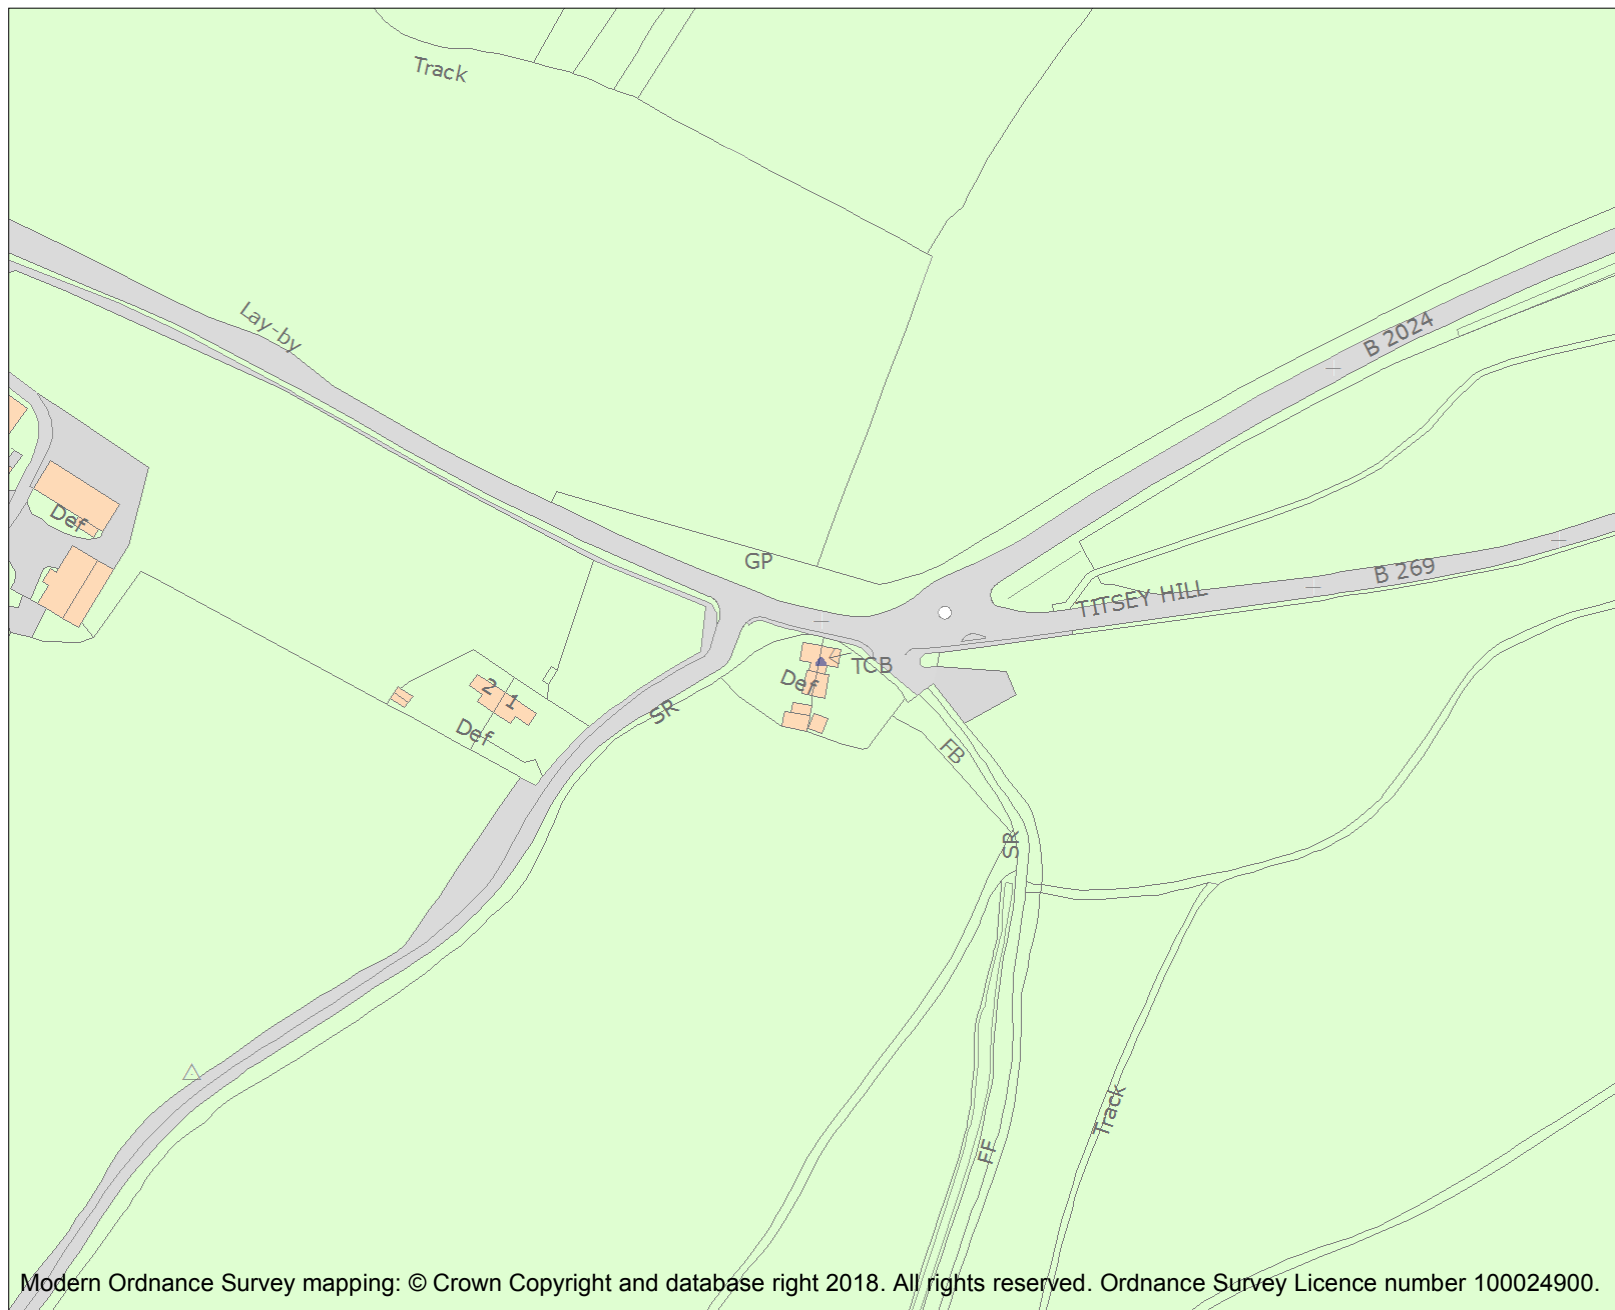 Track
Lay-by
B 2024
Def
GP
B 269
TITSEY HILL
TCB
Def
2
1
SR
Def
FB
SR
Track
FF
Modern Ordnance Survey mapping: © Crown Copyright and database right 2018. All rights reserved. Ordnance Survey Licence number 100024900.